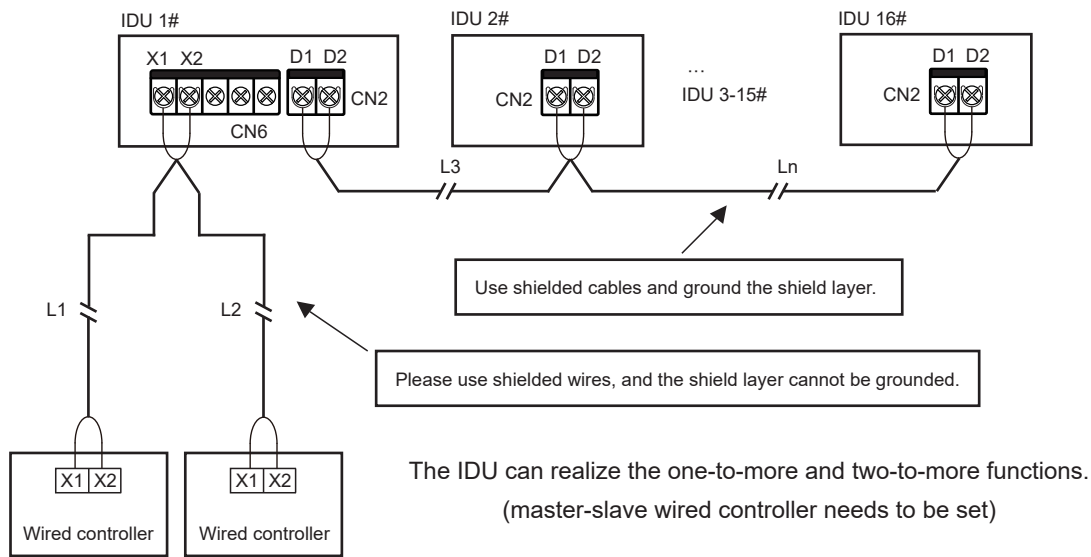 IDU 1#
IDU 2#
IDU 16#
X1 X2
D1 D2
D1 D2
D1 D2
CN2
CN2
CN2
CN6
...
IDU 3-15#
L3
Ln
Use shielded cables and ground the shield layer.
L1
L2
Please use shielded wires, and the shield layer cannot be grounded.
X1 X2
X1 X2
Wired controller
Wired controller
The IDU can realize the one-to-more and two-to-more functions.
(master-slave wired controller needs to be set)